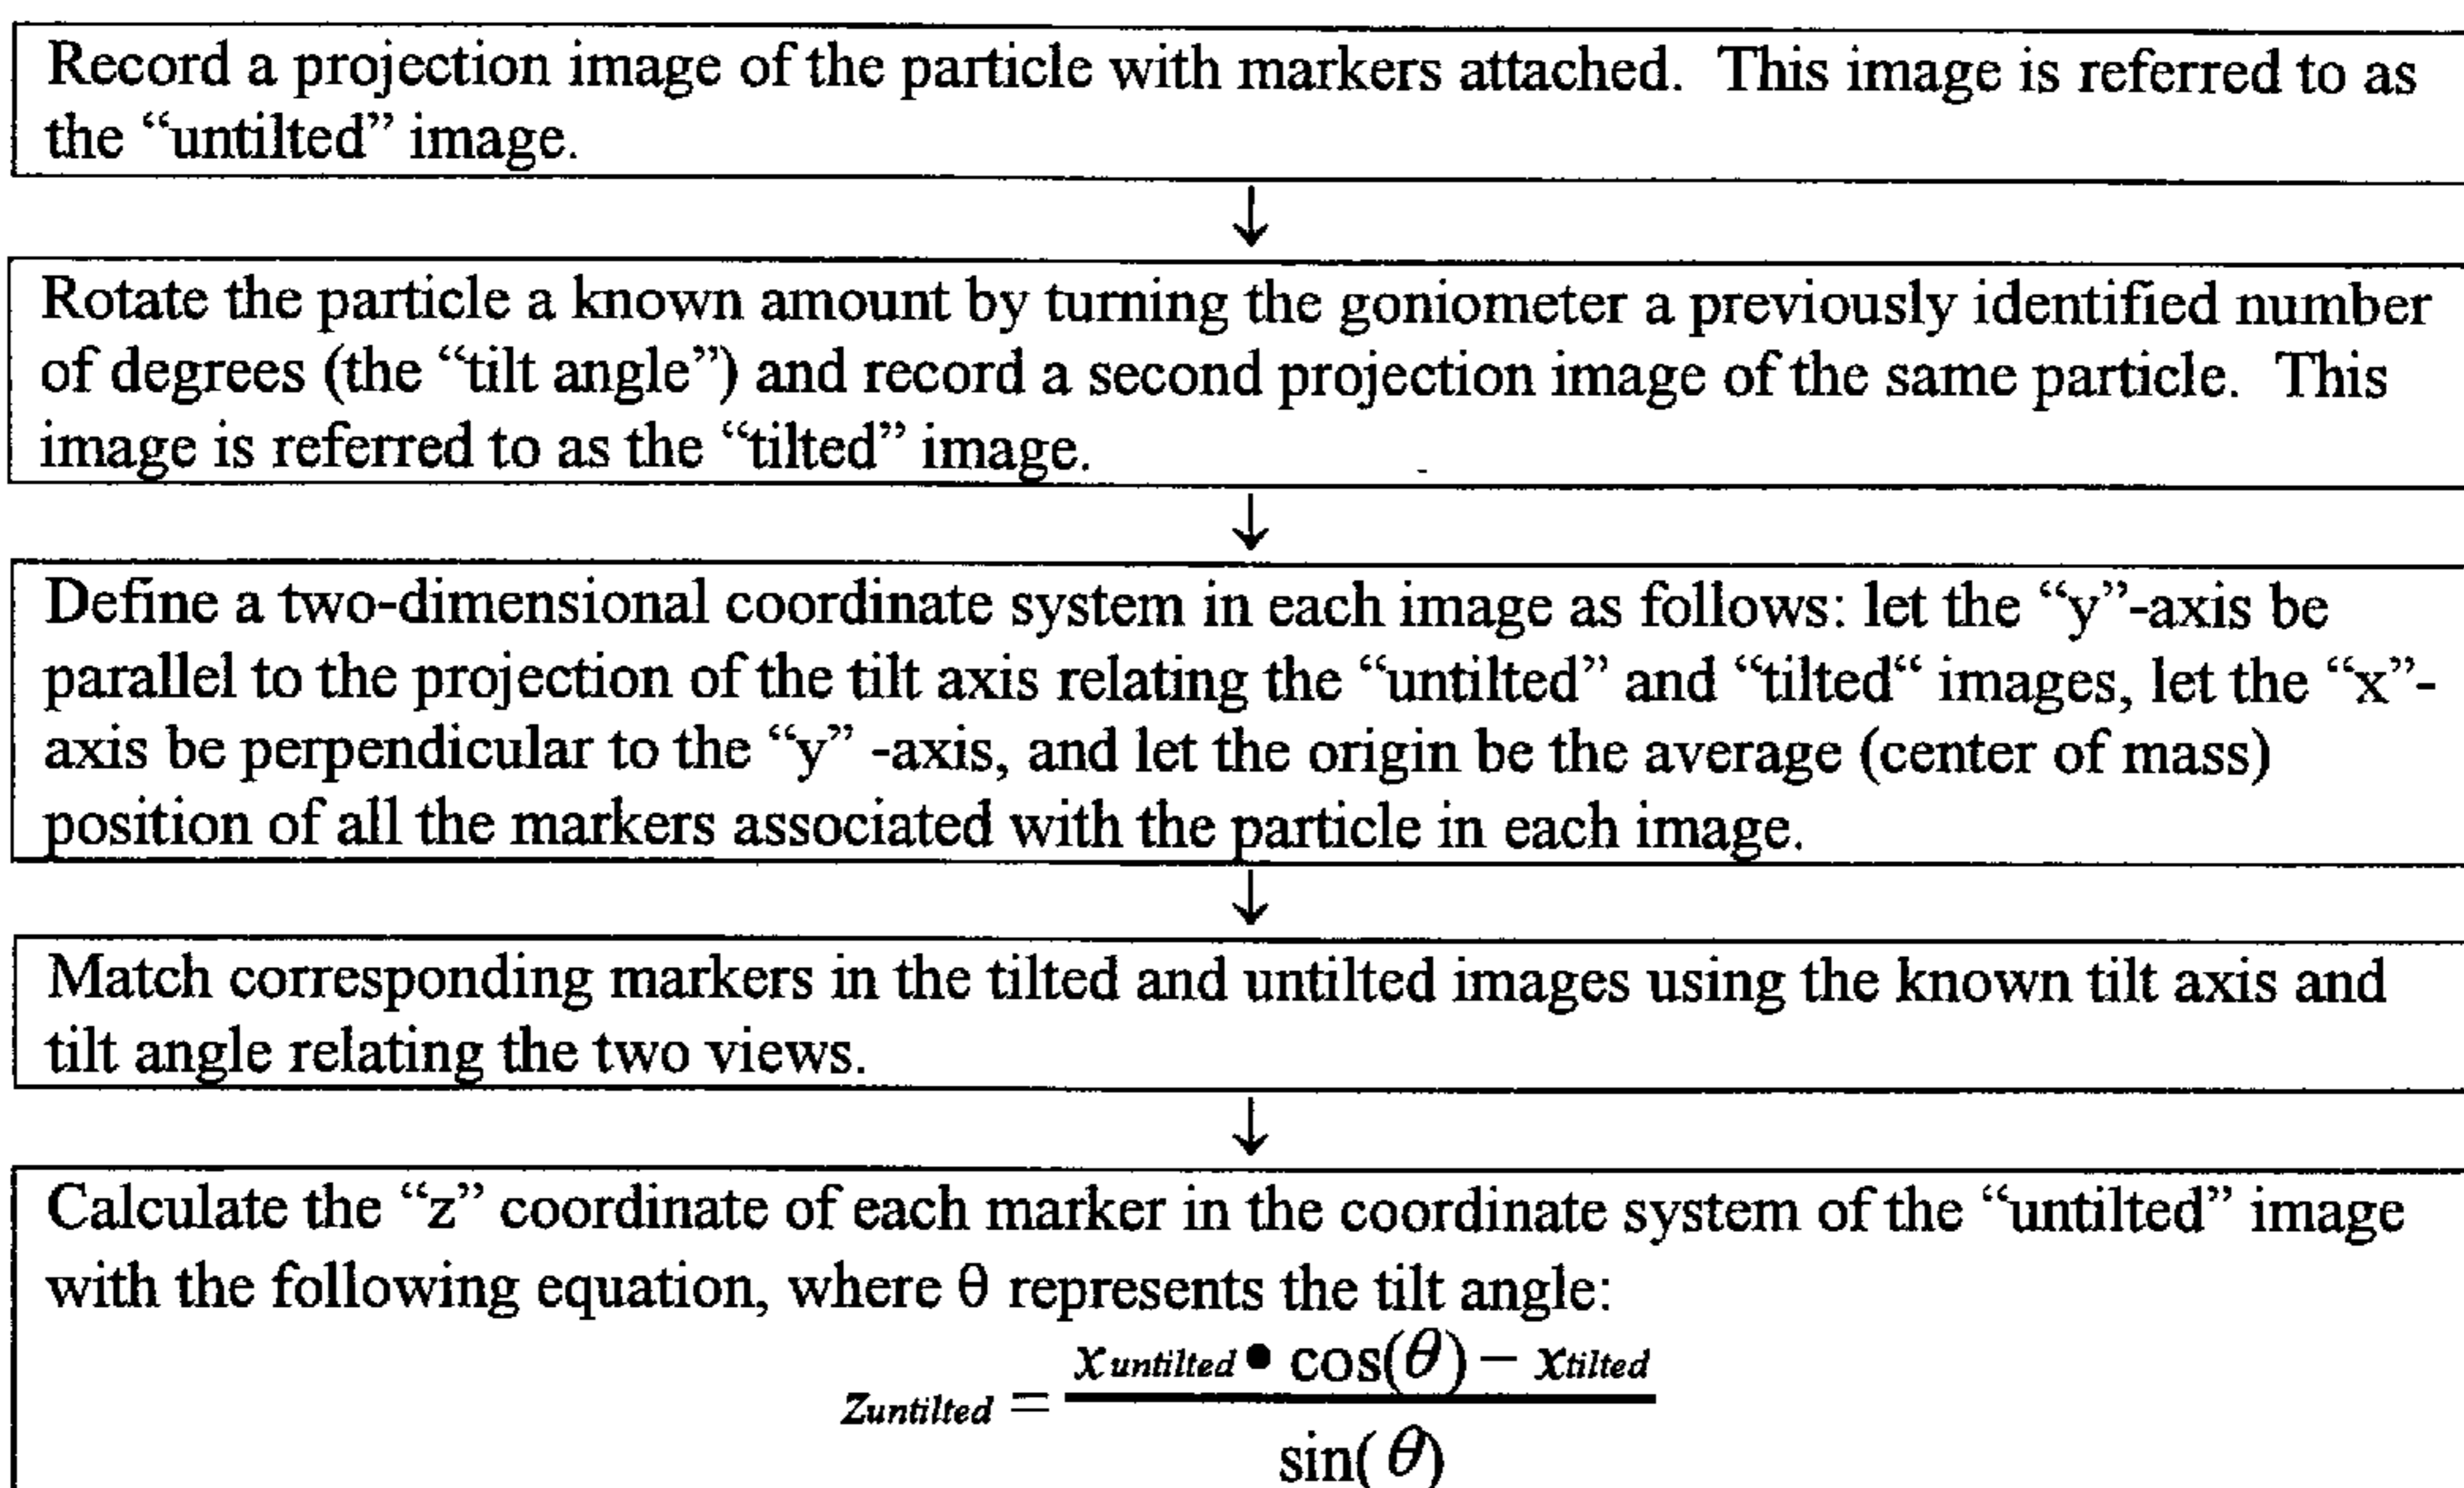 Record a projection image of the particle with markers attached.  This image is referred to as
the “untilted” image.
↓
Rotate the particle a known amount by turning the goniometer a previously identified number
of degrees (the “tilt angle”) and record a second projection image of the same particle.  This
image is referred to as the “tilted” image.
↓
Define a two-dimensional coordinate system in each image as follows: let the “y”-axis be
parallel to the projection of the tilt axis relating the “untilted” and “tilted“ images, let the “x”-
axis be perpendicular to the “y” -axis, and let the origin be the average (center of mass)
position of all the markers associated with the particle in each image.
↓
Match corresponding markers in the tilted and untilted images using the known tilt axis and
tilt angle relating the two views.
↓
Calculate the “z” coordinate of each marker in the coordinate system of the “untilted” image
with the following equation, where θ represents the tilt angle:
x untilted • cos(θ) − xtilted
zuntilted =
sin( θ)